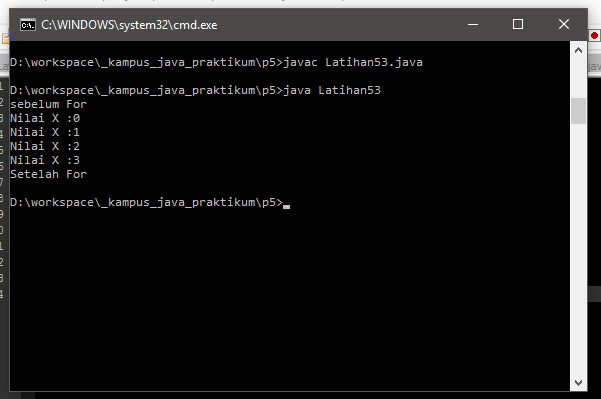 C:\WINDOWS\system32\cmd.exe
D:\workspace\_kampus_java_praktikum\p5>javac Latihan53.java
D:\workspace\_kampus_java_praktikum\p5>java Latihan53
sebelum For
Nilai X :0
Nilai X :1
Nilai X :2
Nilai X :3
Setelah For
D:\workspace\_kampus_java_praktikum\p5>